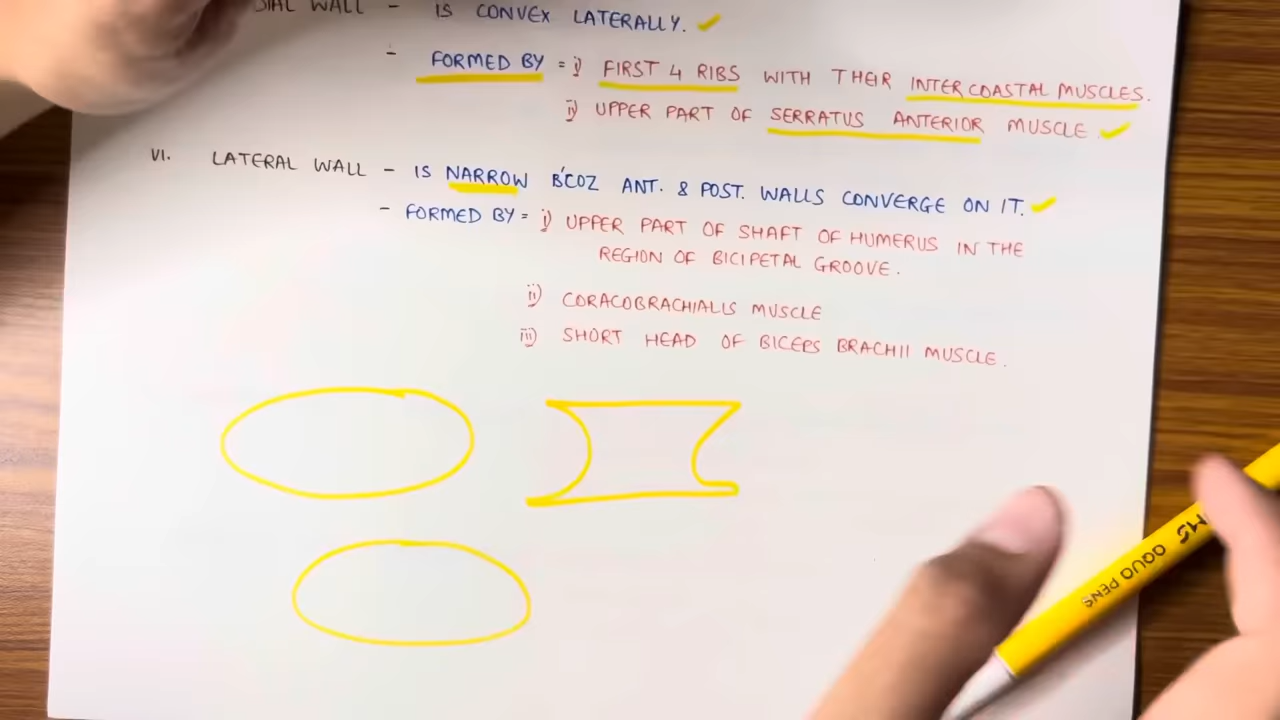 WALL - IS CONVEX LATERALLY.
- FORMED BY = i) FIRST 4 RIBS WITH THEIR INTERCOASTAL MUSCLES.
ii) UPPER PART OF SERRATUS ANTERIOR MUSCLE
VI. LATERAL WALL - IS NARROW B'COZ ANT. & POST. WALLS CONVERGE ON IT.
- FORMED BY = i) UPPER PART OF SHAFT OF HUMERUS IN THE
REGION OF BICIPETAL GROOVE.
ii) CORACOBRACHIALIS MUSCLE
iii) SHORT HEAD OF BICEPS BRACHII MUSCLE.
OQUO PENS